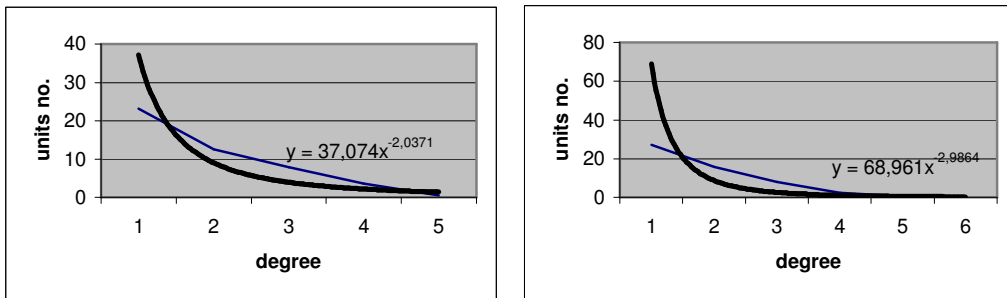 40
30
20
10
0
units no.
y = 37,074x^-2,0371
1 2 3 4 5
degree
80
60
40
20
0
units no.
y = 68,961x^-2,9864
1 2 3 4 5 6
degree